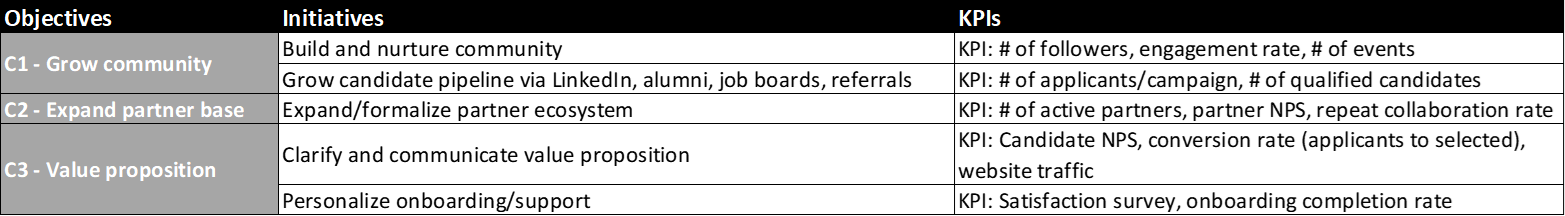 Objectives Initiatives KPIs
C1 - Grow community
Build and nurture community KPI: # of followers, engagement rate, # of events
Grow candidate pipeline via LinkedIn, alumni, job boards, referrals KPI: # of applicants/campaign, # of qualified candidates
C2 - Expand partner base Expand/formalize partner ecosystem KPI: # of active partners, partner NPS, repeat collaboration rate
C3 - Value proposition
Clarify and communicate value proposition KPI: Candidate NPS, conversion rate (applicants to selected),
website traffic
Personalize onboarding/support KPI: Satisfaction survey, onboarding completion rate